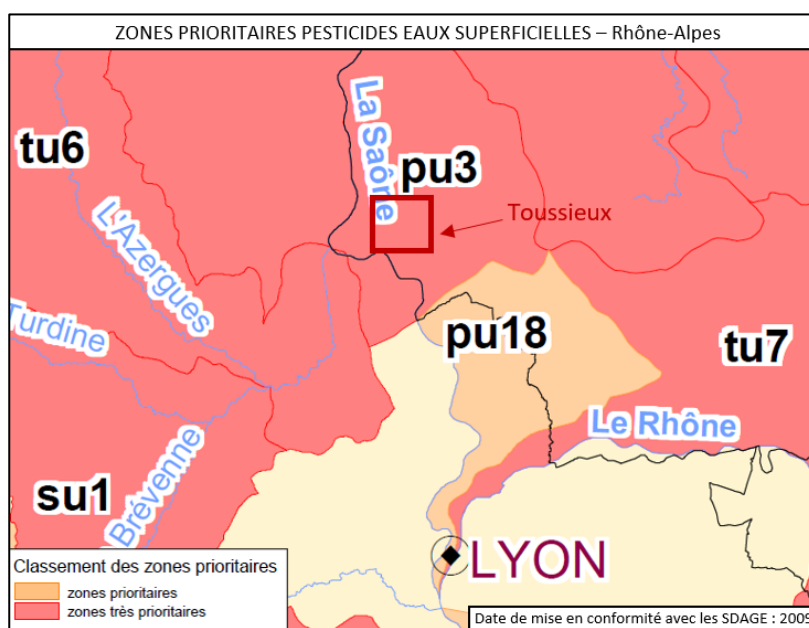 ZONES PRIORITAIRES PESTICIDES EAUX SUPERFICIELLES – Rhône-Alpes
La Saône
tu6
pu3
Toussieux
L'Azergues
Turdine
pu18
tu7
Le Rhône
Brévenne
su1
LYON
Classement des zones prioritaires
zones prioritaires
zones très prioritaires
Date de mise en conformité avec les SDAGE : 2005